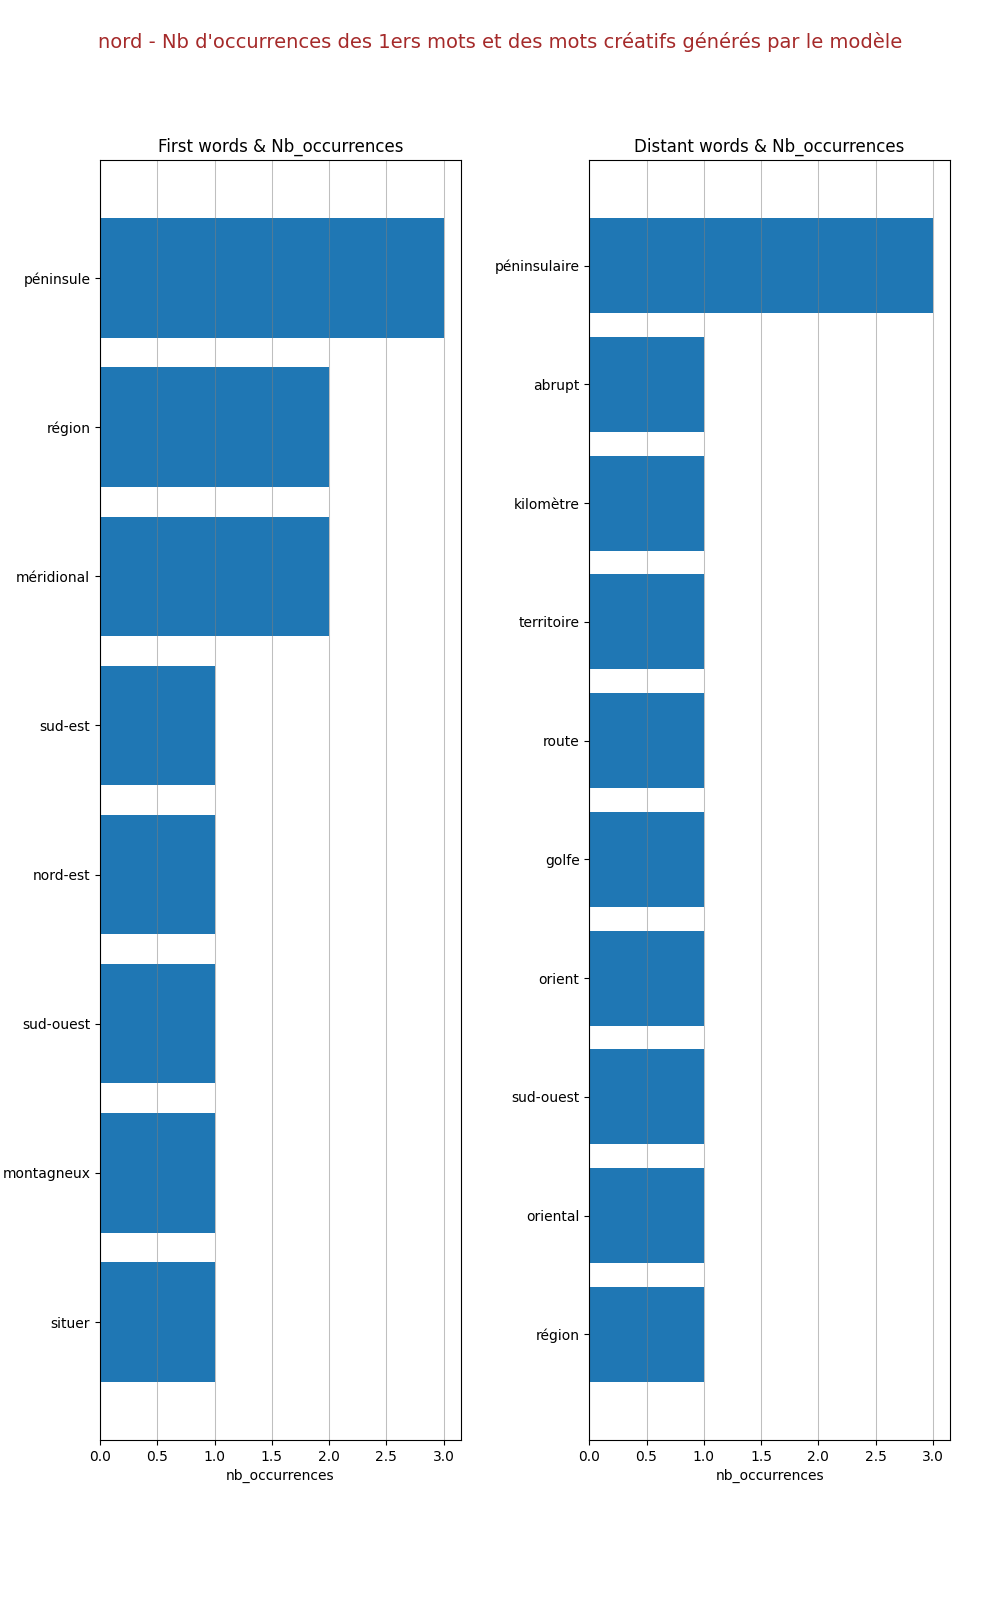 nord - Nb d'occurrences des 1ers mots et des mots créatifs générés par le modèle
First words & Nb_occurrences
péninsule
région
méridional
sud-est
nord-est
sud-ouest
montagneux
situer
0.0 0.5 1.0 1.5 2.0 2.5 3.0
nb_occurrences
Distant words & Nb_occurrences
péninsulaire
abrupt
kilomètre
territoire
route
golfe
orient
sud-ouest
oriental
région
0.0 0.5 1.0 1.5 2.0 2.5 3.0
nb_occurrences